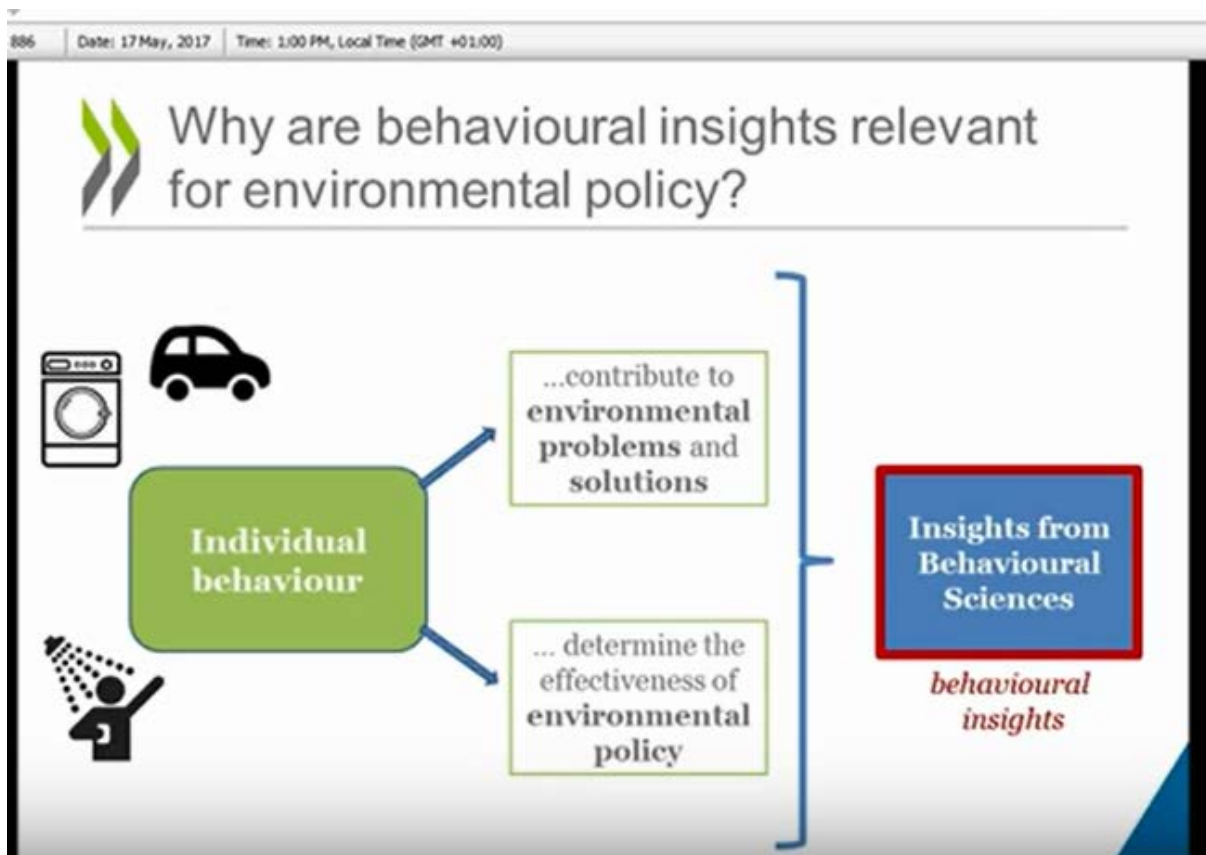 886 Date: 17 May, 2017 Time: 1:00 PM, Local Time (GMT +01:00)
Why are behavioural insights relevant
for environmental policy?
...contribute to
environmental
problems and
solutions
Individual
behaviour
... determine the
effectiveness of
environmental
policy
Insights from
Behavioural
Sciences
behavioural
insights